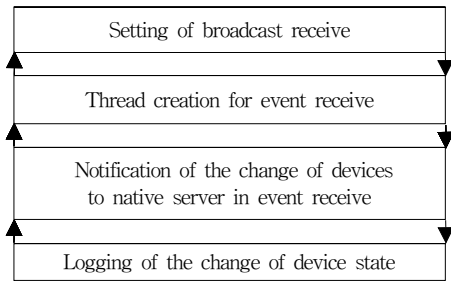 Setting of broadcast receive
Thread creation for event receive
Notification of the change of devices
to native server in event receive
Logging of the change of device state